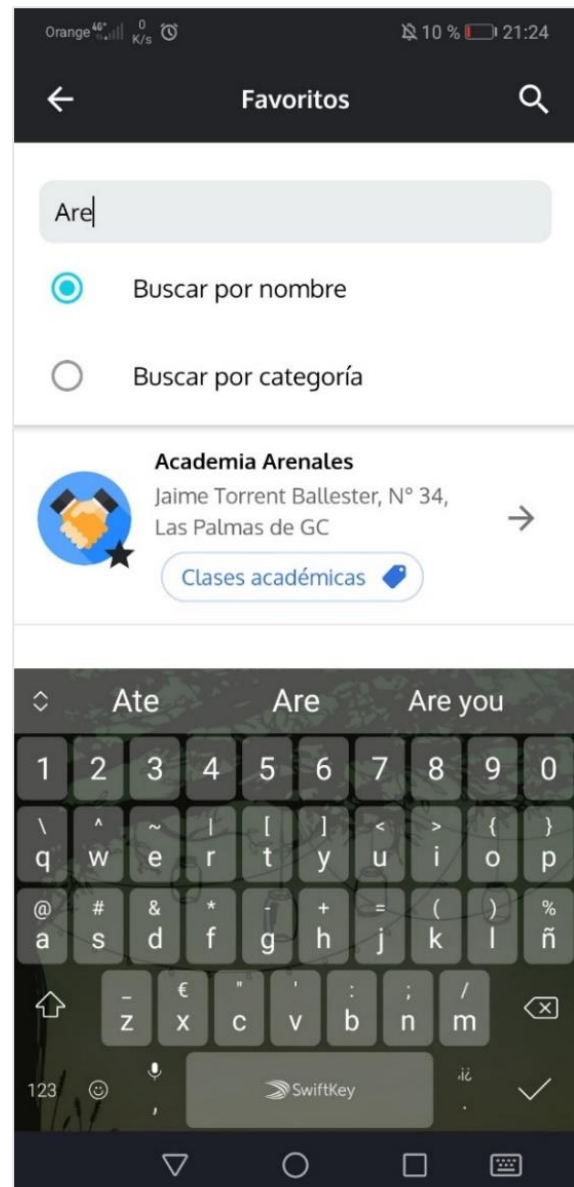 Orange 4G+ 0 K/s 10 % 21:24
Favoritos
Are
Buscar por nombre
Buscar por categoría
Academia Arenales
Jaime Torrent Ballester, N° 34,
Las Palmas de GC
Clases académicas
Ate Are Are you
1 2 3 4 5 6 7 8 9 0
\ ^ ~ | [ ] < > { }
q w e r t y u i o p
@ # & * - + = ( ) %
a s d f g h j k l ñ
_ € " ' : ; /
z x c v b n m
123 , SwiftKey .